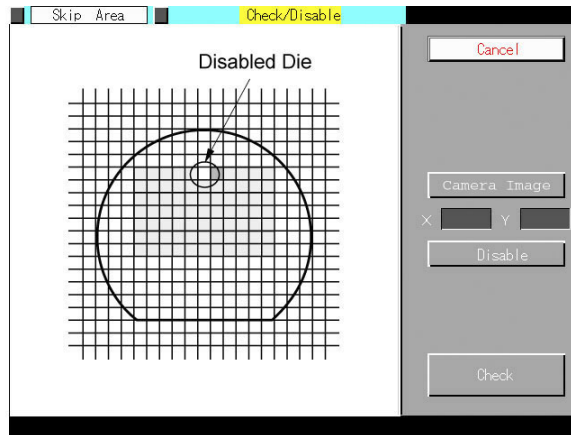 Skip Area
Check/Disable
Cancel
Disabled Die
Camera Image
X Y
Disable
Check